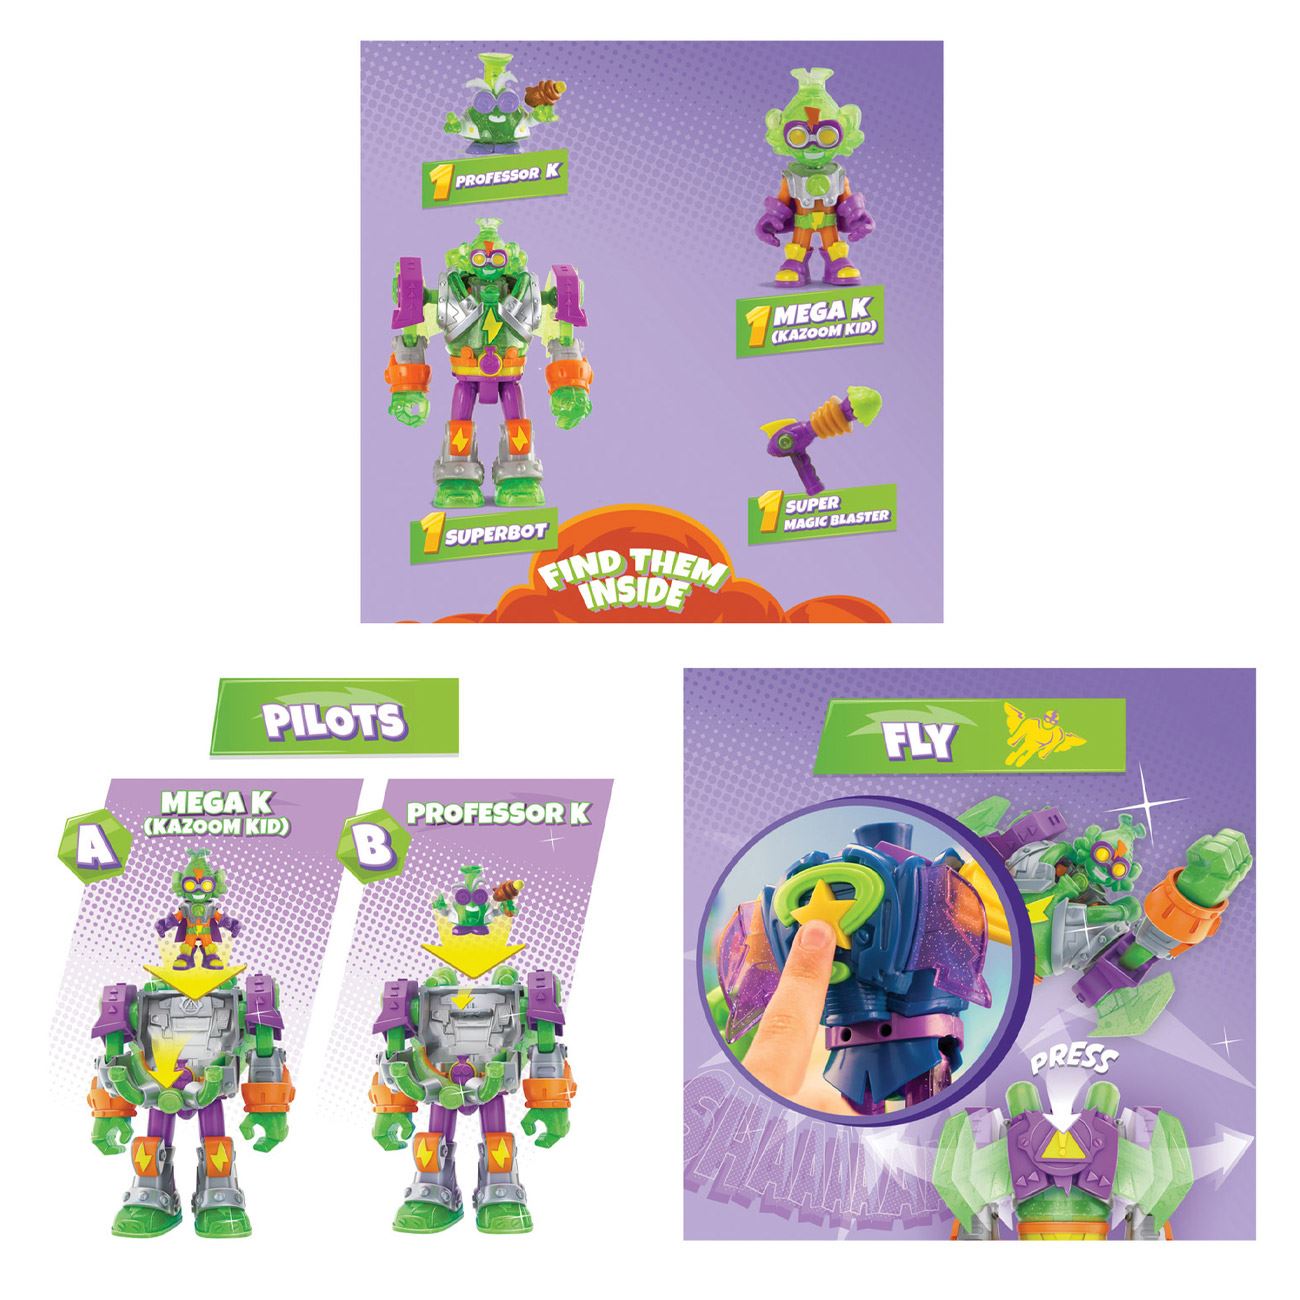 1 PROFESSOR K
1 MEGA K
(KAZOOM KID)
1 SUPERBOT
1 SUPER
MAGIC BLASTER
FIND THEM
INSIDE
PILOTS
A
MEGA K
(KAZOOM KID)
B
PROFESSOR K
FLY
PRESS